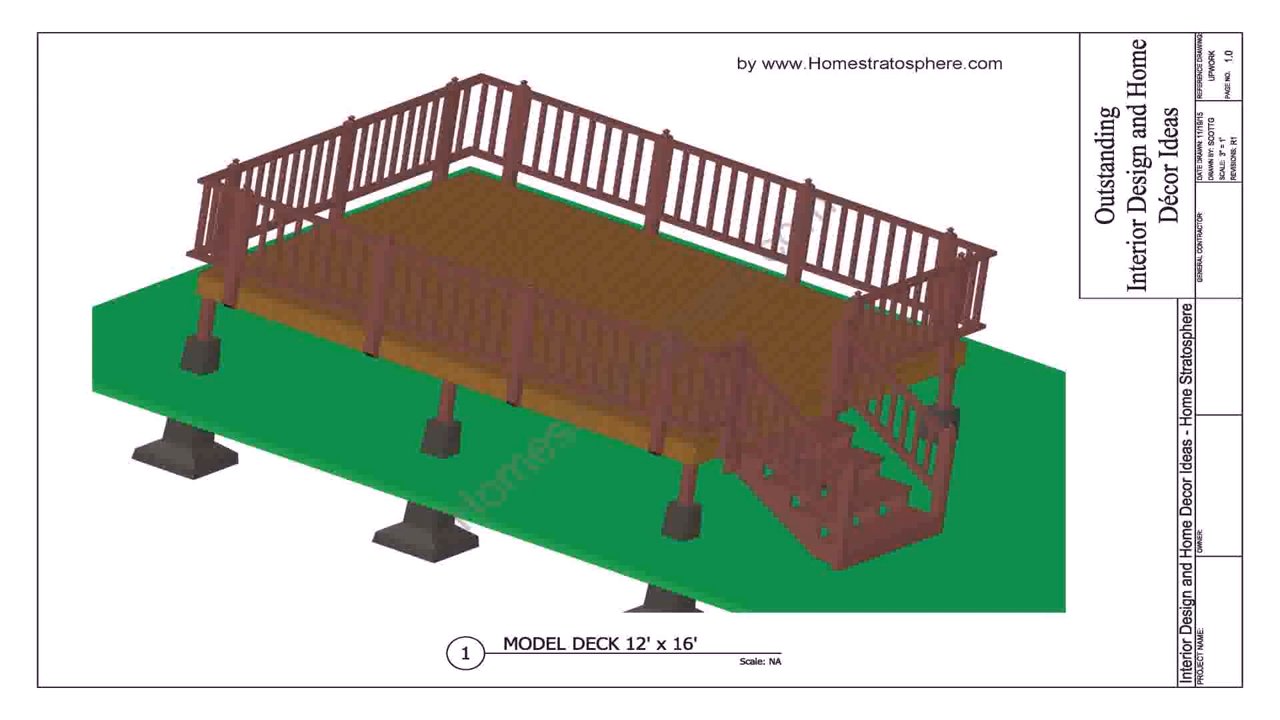 by www.Homestratosphere.com
Outstanding
Interior Design and Home
Décor Ideas
REFERENCE DRAWING:
UPWORK
PAGE NO. 1.0
DATE DRAWN: 11/19/15
DRAWN BY: SCOTTG
SCALE: 3" = 1'
REVISIONS: R1
GENERAL CONTRACTOR:
OWNER:
PROJECT NAME:
Interior Design and Home Decor Ideas - Home Stratosphere
Homes
1
MODEL DECK 12' x 16'
Scale: NA